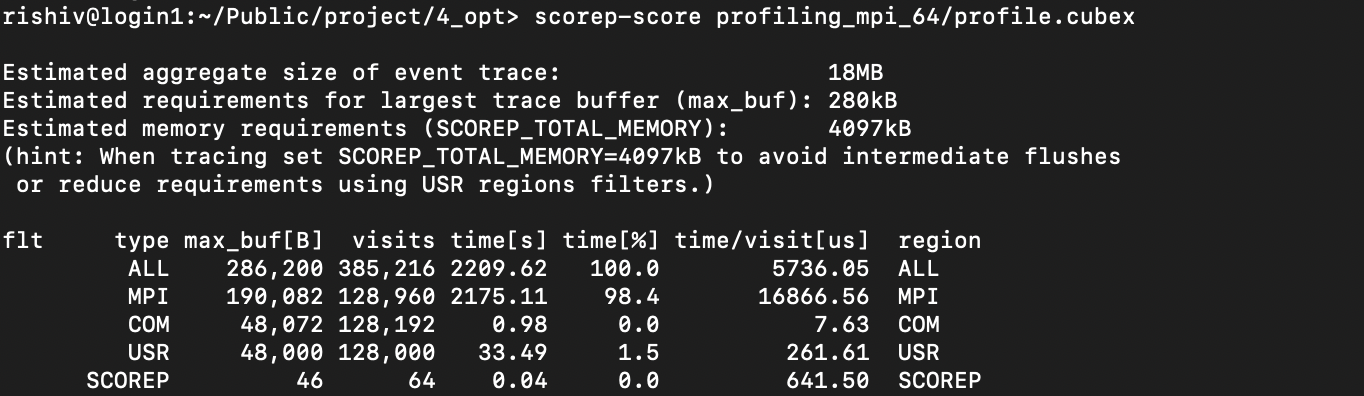 rishiv@login1:~/Public/project/4_opt> scorep-score profiling_mpi_64/profile.cubex
Estimated aggregate size of event trace: 18MB
Estimated requirements for largest trace buffer (max_buf): 280kB
Estimated memory requirements (SCOREP_TOTAL_MEMORY): 4097kB
(hint: When tracing set SCOREP_TOTAL_MEMORY=4097kB to avoid intermediate flushes
or reduce requirements using USR regions filters.)
flt type max_buf[B] visits time[s] time[%] time/visit[us] region
ALL 286,200 385,216 2209.62 100.0 5736.05 ALL
MPI 190,082 128,960 2175.11 98.4 16866.56 MPI
COM 48,072 128,192 0.98 0.0 7.63 COM
USR 48,000 128,000 33.49 1.5 261.61 USR
SCOREP 46 64 0.04 0.0 641.50 SCOREP